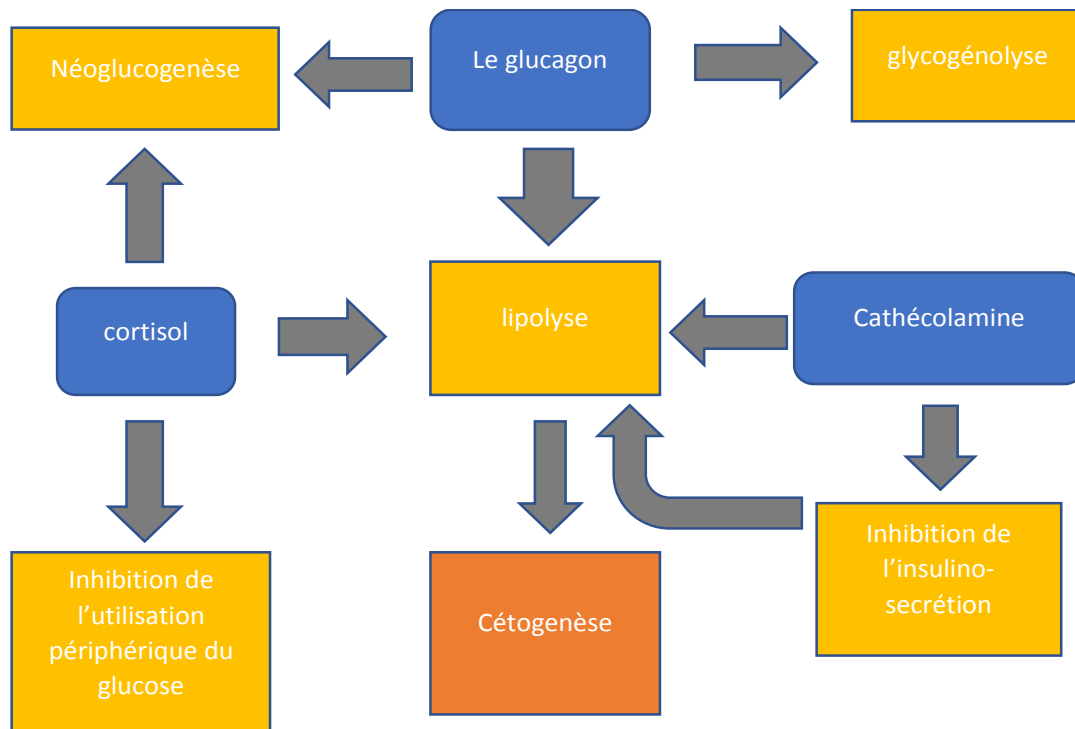 Néoglucogenèse
Le glucagon
glycogénolyse
cortisol
lipolyse
Cathécolamine
Inhibition de
l’utilisation
périphérique du
glucose
Cétogenèse
Inhibition de
l’insulino-
secrétion